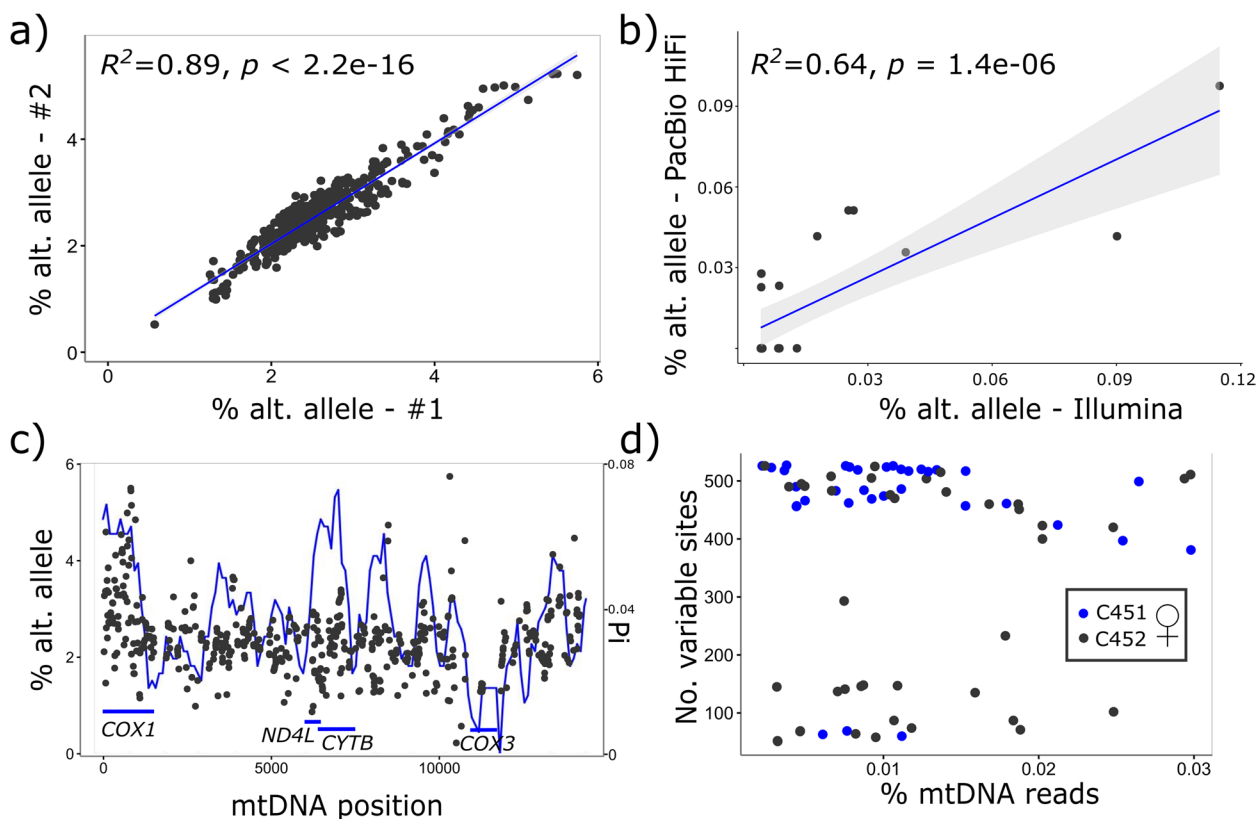 a)
R²=0.89, p < 2.2e-16
% alt. allele - #2
4
2
0
0
2
4
6
% alt. allele - #1
b)
R²=0.64, p = 1.4e-06
% alt. allele - PacBio HiFi
0.09
0.06
0.03
0.03
0.06
0.09
0.12
% alt. allele - Illumina
c)
% alt. allele
6
4
2
0
0.08
0.04
0
PI
COX1
ND4L
CYTB
COX3
0
5000
10000
mtDNA position
d)
No. variable sites
500
400
300
200
100
C451
C452
♀
0.01
0.02
0.03
% mtDNA reads